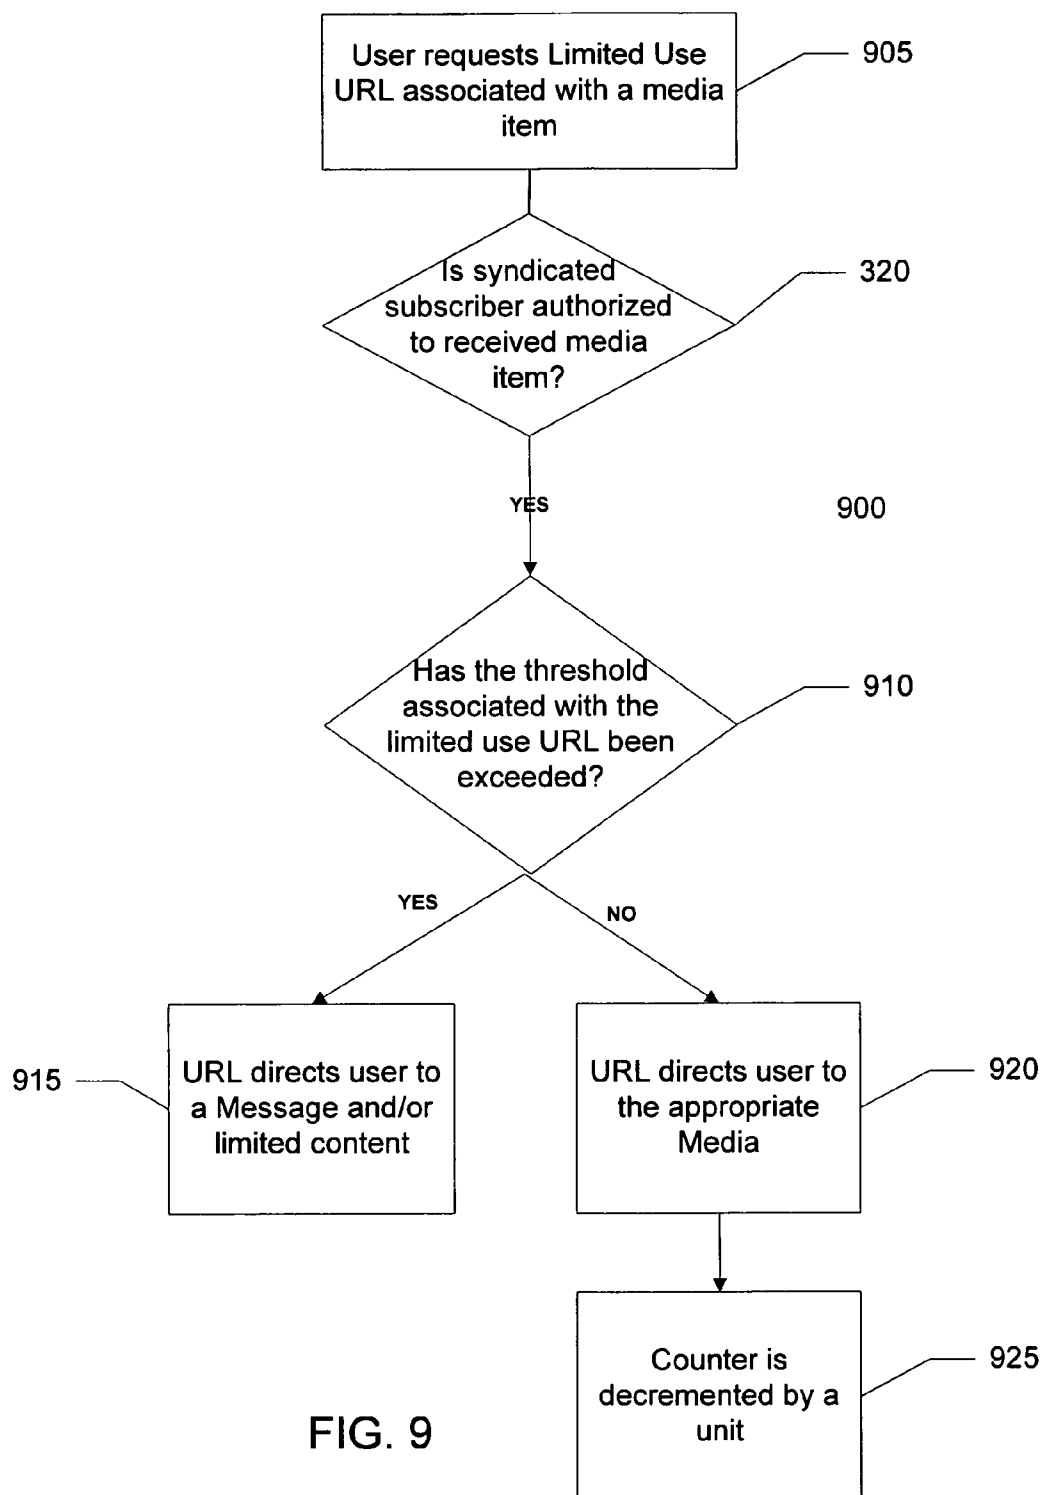 User requests Limited Use
URL associated with a media
item
905
Is syndicated
subscriber authorized
to received media
item?
320
YES
900
Has the threshold
associated with the
limited use URL been
exceeded?
910
YES
NO
915
URL directs user to
a Message and/or
limited content
URL directs user to
the appropriate
Media
920
Counter is
decremented by a
unit
925
FIG. 9